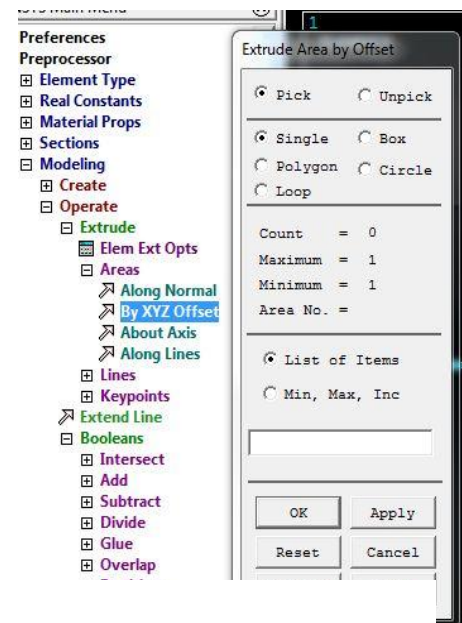 Main Menu
Preferences
Preprocessor
Element Type
Real Constants
Material Props
Sections
Modeling
Create
Operate
Extrude
Elem Ext Opts
Areas
Along Normal
By XYZ Offset
About Axis
Along Lines
Lines
Keypoints
Extend Line
Booleans
Intersect
Add
Subtract
Divide
Glue
Overlap
1
Extrude Area by Offset
Pick Unpick
Single Box
Polygon Circle
Loop
Count = 0
Maximum = 1
Minimum = 1
Area No. =
List of Items
Min, Max, Inc
OK Apply
Reset Cancel